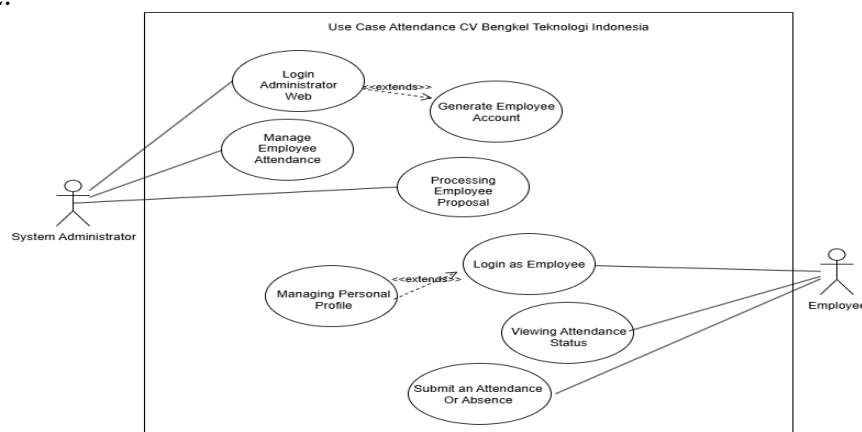 Use Case Attendance CV Bengkel Teknologi Indonesia
Login
Administrator
Web
<<extends>>
Generate Employee
Account
Manage
Employee
Attendance
Processing
Employee
Proposal
System Administrator
Login as Employee
<<extends>>
Managing Personal
Profile
Employee
Viewing Attendance
Status
Submit an Attendance
Or Absence